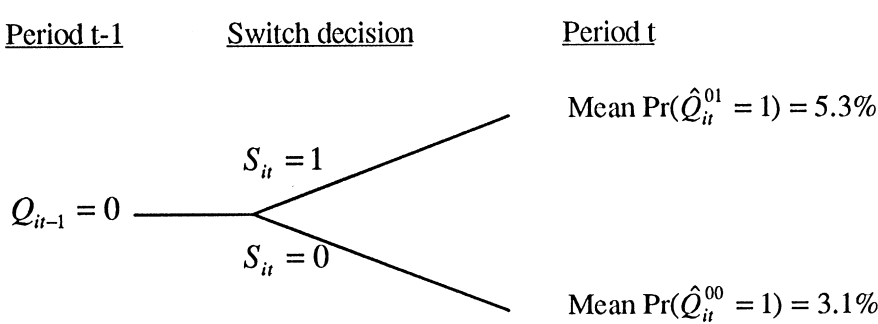 Period t-1 Switch decision Period t
Mean Pr(Q̂ᵢₜ⁰¹ = 1) = 5.3%
Sᵢₜ = 1
Qᵢₜ₋₁ = 0
Sᵢₜ = 0
Mean Pr(Q̂ᵢₜ⁰⁰ = 1) = 3.1%